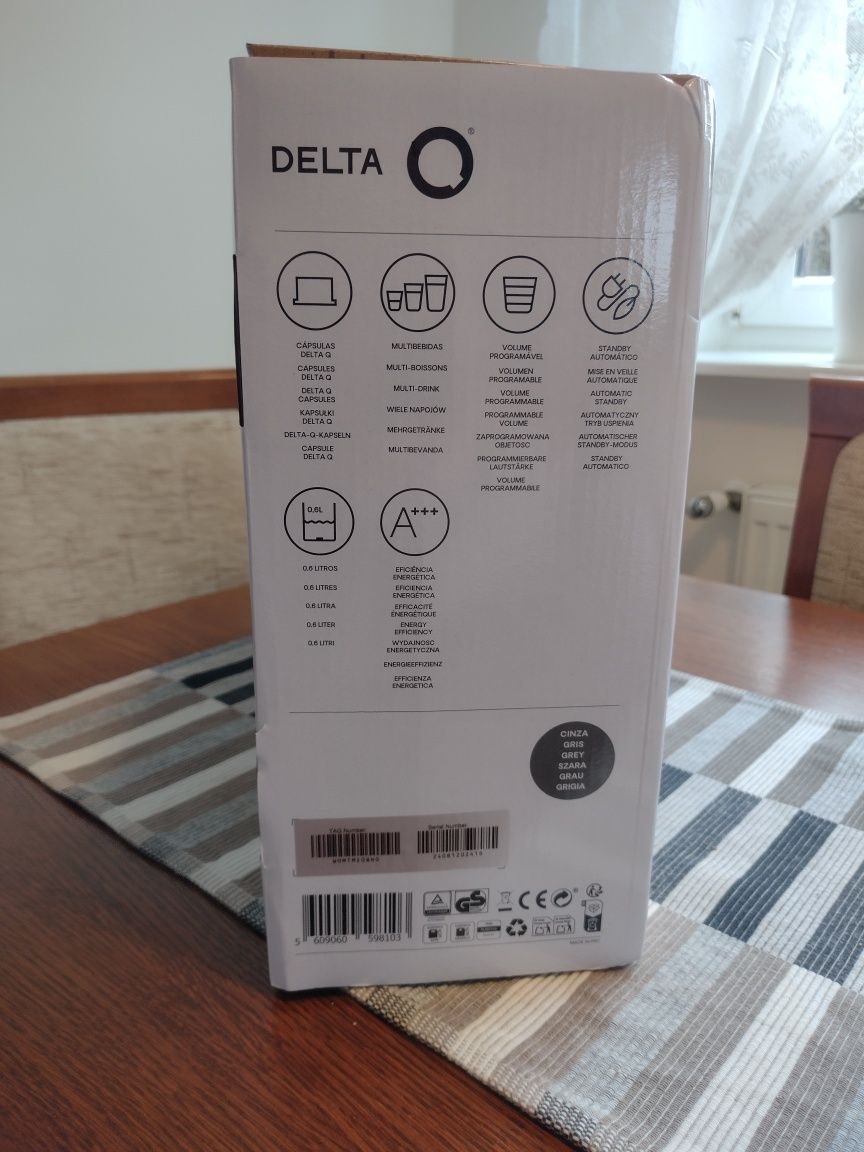 DELTA Q®
CÁPSULAS
DELTA Q
CAPSULES
DELTA Q
DELTA Q
CAPSULES
KAPSUŁKI
DELTA Q
DELTA-Q-KAPSELN
CAPSULE
DELTA Q
MULTIBEBIDAS
MULTI-BOISSONS
MULTI-DRINK
WIELE NAPOJÓW
MEHRGETRÄNKE
MULTIBEVANDA
VOLUME
PROGRAMÁVEL
VOLUMEN
PROGRAMABLE
VOLUME
PROGRAMMABLE
PROGRAMMABLE
VOLUME
ZAPROGRAMOWANA
OBJETOSC
PROGRAMMIERBARE
LAUTSTÄRKE
VOLUME
PROGRAMMABILE
STANDBY
AUTOMÁTICO
MISE EN VEILLE
AUTOMATIQUE
AUTOMATIC
STANDBY
AUTOMATYCZNY
TRYB USPIENIA
AUTOMATISCHER
STANDBY-MODUS
STANDBY
AUTOMATICO
0,6L
0.6 LITROS
0.6 LITRES
0.6 LITRA
0.6 LITER
0.6 LITRI
A+++
EFICIÊNCIA
ENERGÉTICA
EFICIENCIA
ENERGÉTICA
EFFICACITÉ
ÉNERGÉTIQUE
ENERGY
EFFICIENCY
WYDAJNOSC
ENERGETYCZNA
ENERGIEEFFIZIENZ
EFFICIENZA
ENERGETICA
CINZA
GRIS
GREY
SZARA
GRAU
GRIGIA
TAG Number
Serial Number
24081202410
5 609060 598103
GS
CE